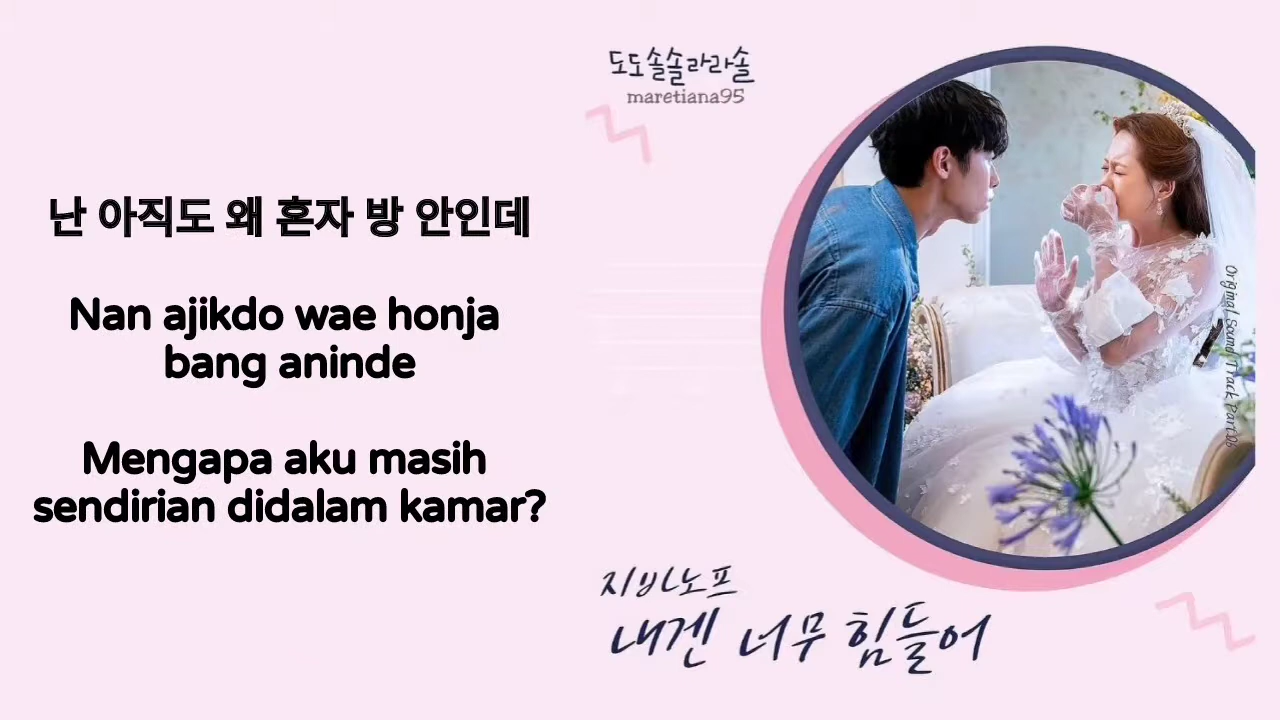 도도솔솔라라솔
maretiana95
난 아직도 왜 혼자 방 안인데
Nan ajikdo wae honja
bang aninde
Mengapa aku masih
sendirian didalam kamar?
Original Sound Track Part.06
지바노프
내겐 너무 힘들어